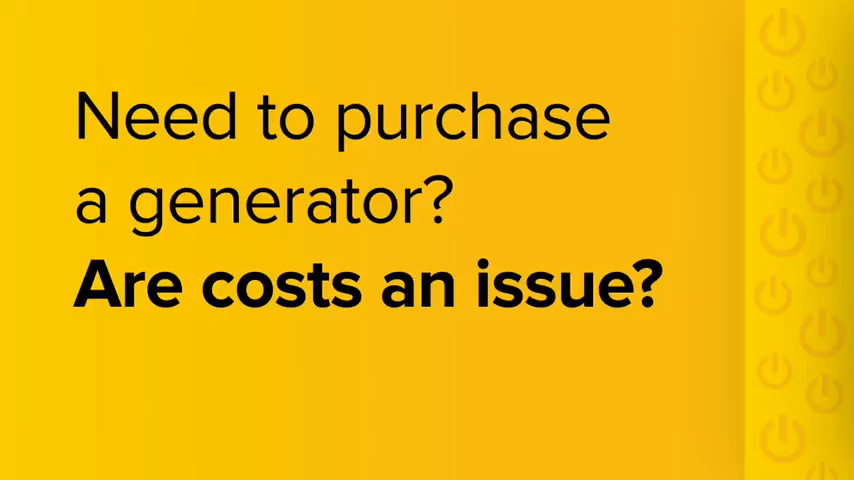 Need to purchase
a generator?
Are costs an issue?